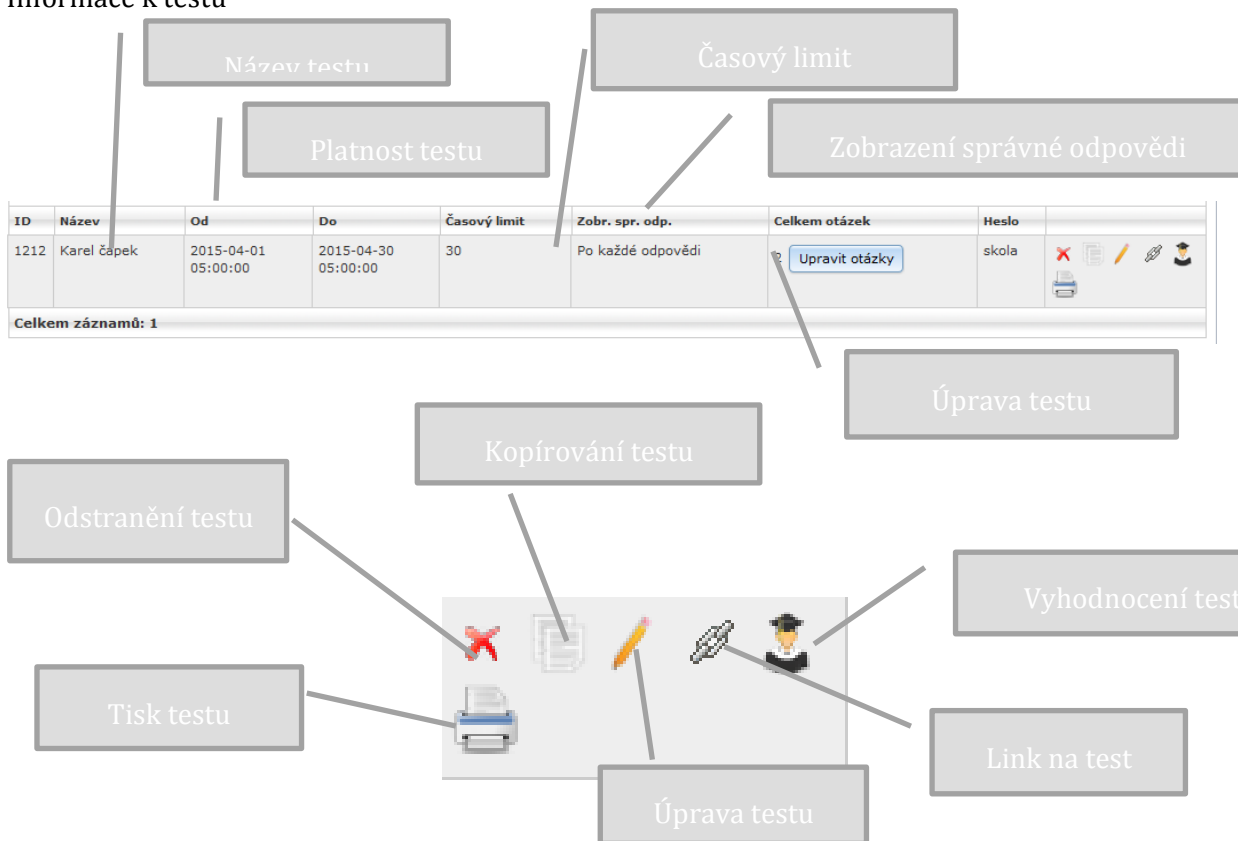 Informace k testu
Název testu
Časový limit
Platnost testu
Zobrazení správné odpovědi
ID Název Od Do Časový limit Zobr. spr. odp. Celkem otázek Heslo
1212 Karel čapek 2015-04-01 2015-04-30 30 Po každé odpovědi Upravit otázky skola
05:00:00 05:00:00
Celkem záznamů: 1
Úprava testu
Kopírování testu
Odstranění testu
Vyhodnocení test
Tisk testu
Link na test
Úprava testu